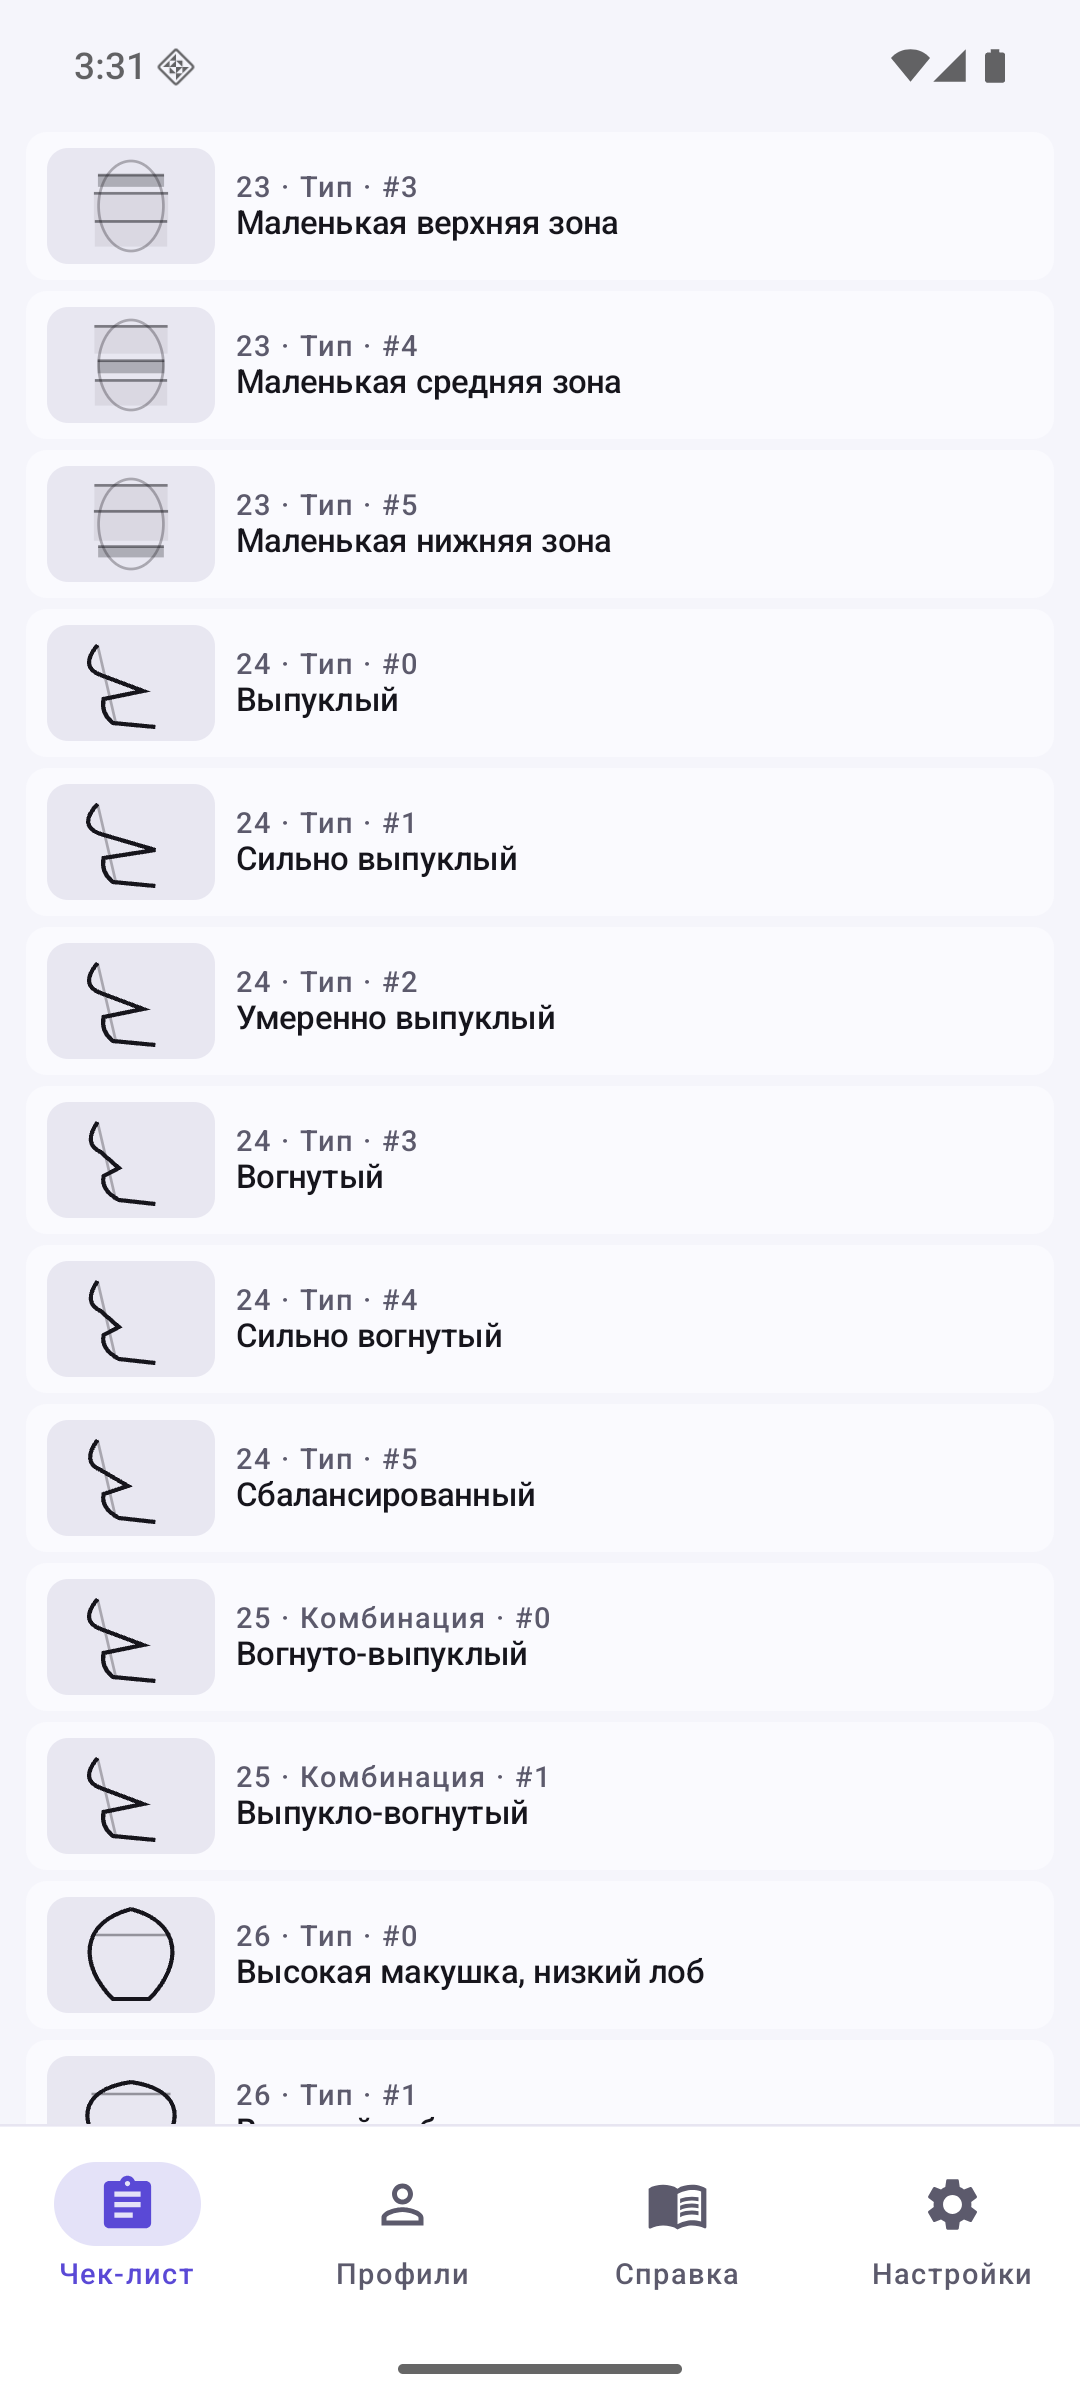 3:31
23 · Тип · #3
Маленькая верхняя зона
23 · Тип · #4
Маленькая средняя зона
23 · Тип · #5
Маленькая нижняя зона
24 · Тип · #0
Выпуклый
24 · Тип · #1
Сильно выпуклый
24 · Тип · #2
Умеренно выпуклый
24 · Тип · #3
Вогнутый
24 · Тип · #4
Сильно вогнутый
24 · Тип · #5
Сбалансированный
25 · Комбинация · #0
Вогнуто-выпуклый
25 · Комбинация · #1
Выпукло-вогнутый
26 · Тип · #0
Высокая макушка, низкий лоб
26 · Тип · #1
Чек-лист
Профили
Справка
Настройки